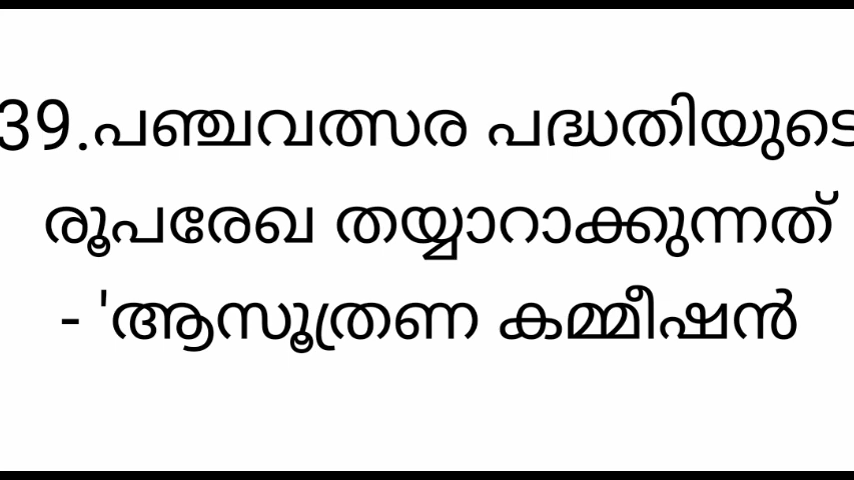 39.പഞ്ചവത്സര പദ്ധതിയുടെ
രൂപരേഖ തയ്യാറാക്കുന്നത്
- 'ആസൂത്രണ കമ്മീഷൻ